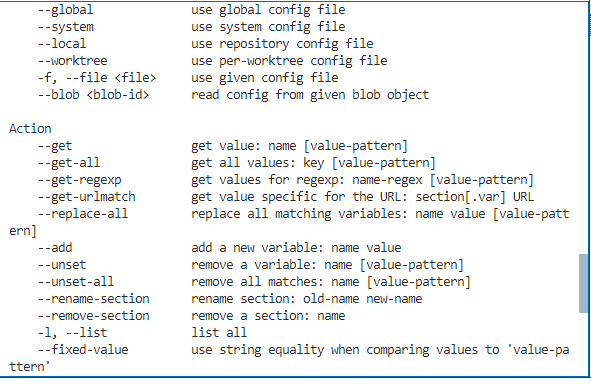 --global               use global config file
--system               use system config file
--local                use repository config file
--worktree             use per-worktree config file
-f, --file <file>      use given config file
--blob <blob-id>       read config from given blob object
Action
--get                  get value: name [value-pattern]
--get-all              get all values: key [value-pattern]
--get-regexp           get values for regexp: name-regex [value-pattern]
--get-urlmatch         get value specific for the URL: section[.var] URL
--replace-all          replace all matching variables: name value [value-patt
ern]
--add                  add a new variable: name value
--unset                remove a variable: name [value-pattern]
--unset-all            remove all matches: name [value-pattern]
--rename-section       rename section: old-name new-name
--remove-section       remove a section: name
-l, --list             list all
--fixed-value          use string equality when comparing values to 'value-pa
ttern'